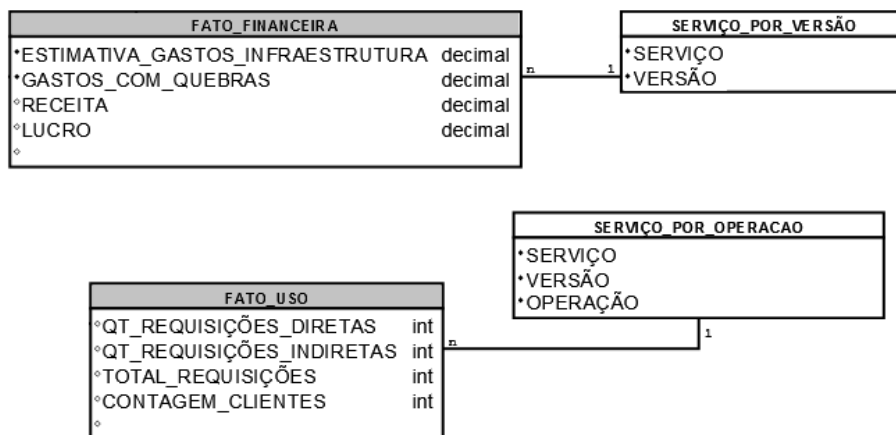 FATO_FINANCEIRA
ESTIMATIVA_GASTOS_INFRAESTRUTURA decimal
GASTOS_COM_QUEBRAS decimal
RECEITA decimal
LUCRO decimal
n 1
SERVIÇO_POR_VERSÃO
SERVIÇO
VERSÃO
SERVIÇO_POR_OPERACAO
SERVIÇO
VERSÃO
OPERAÇÃO
1
FATO_USO
QT_REQUISIÇÕES_DIRETAS int
QT_REQUISIÇÕES_INDIRETAS int
TOTAL_REQUISIÇÕES int
CONTAGEM_CLIENTES int
n